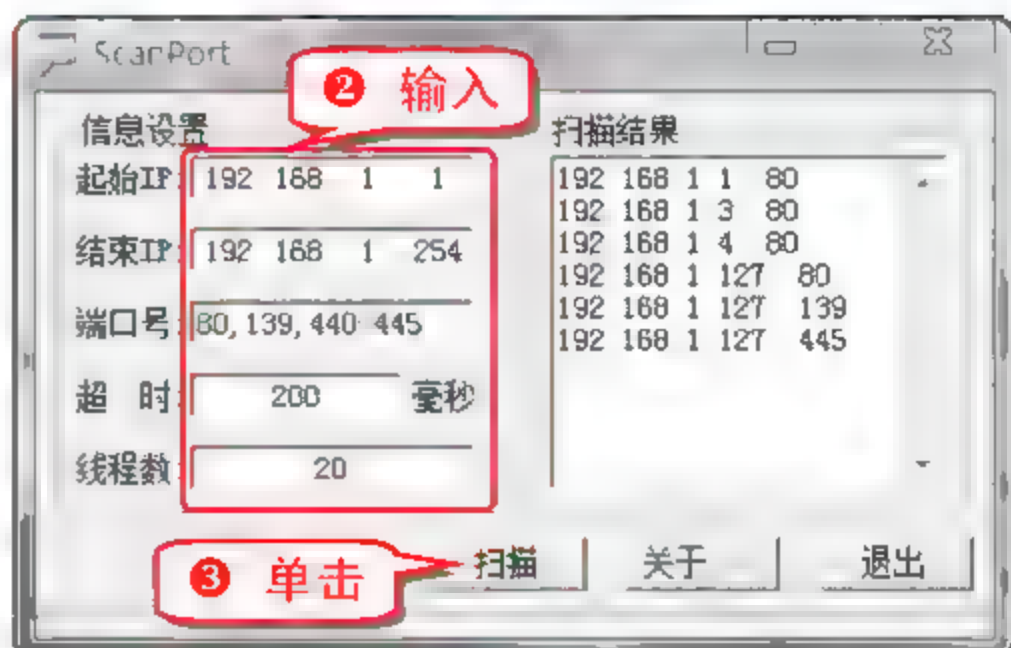 ScanPort
❷ 输入
信息设置
起始IP: 192 168 1 1
结束IP: 192 168 1 254
端口号: 80,139,440-445
超 时: 200 毫秒
线程数: 20
扫描结果
192 168 1 1 80
192 168 1 3 80
192 168 1 4 80
192 168 1 127 80
192 168 1 127 139
192 168 1 127 445
❸ 单击
扫描
关于
退出